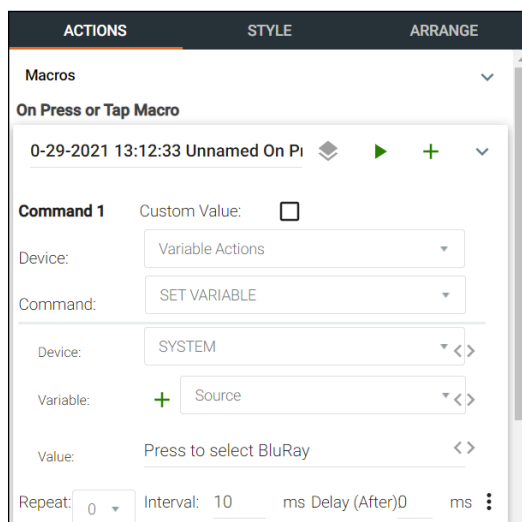 ACTIONS STYLE ARRANGE
Macros
On Press or Tap Macro
0-29-2021 13:12:33 Unnamed On
Command 1 Custom Value:
Device: Variable Actions
Command: SET VARIABLE
Device: SYSTEM
Variable: Source
Value: Press to select BluRay
Repeat: 0 Interval: 10 ms Delay (After) 0 ms